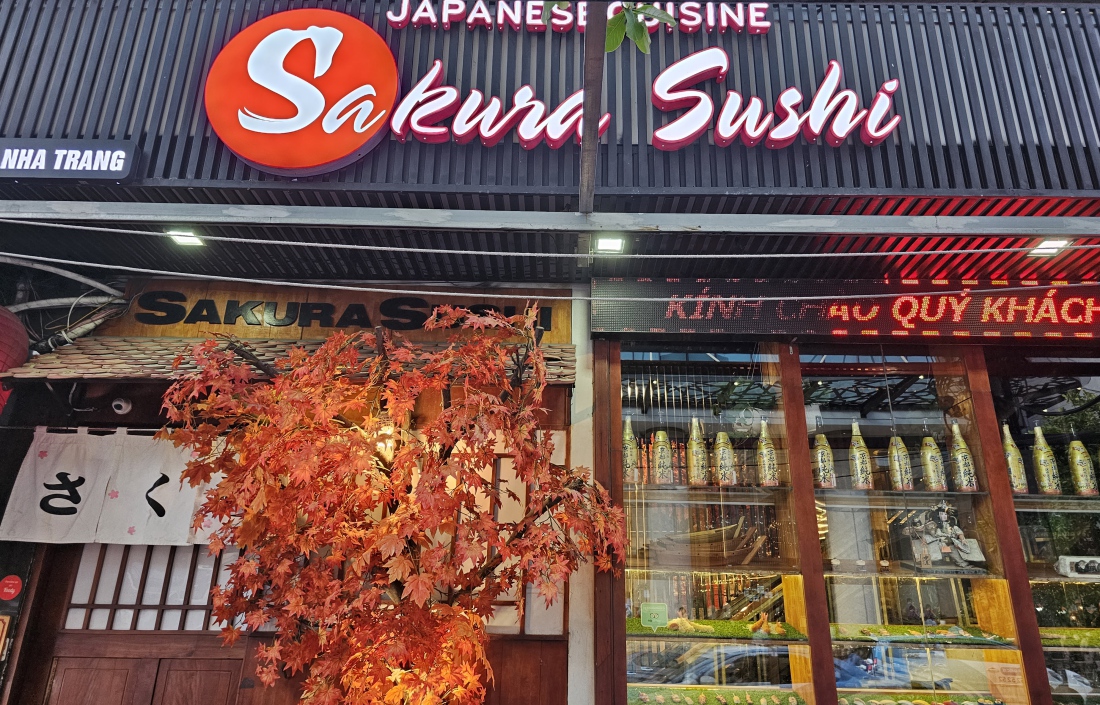 JAPANESE CUISINE
Sakura Sushi
NHA TRANG
SAKURA SUSHI
KÍNH CHÀO QUÝ KHÁCH
さく